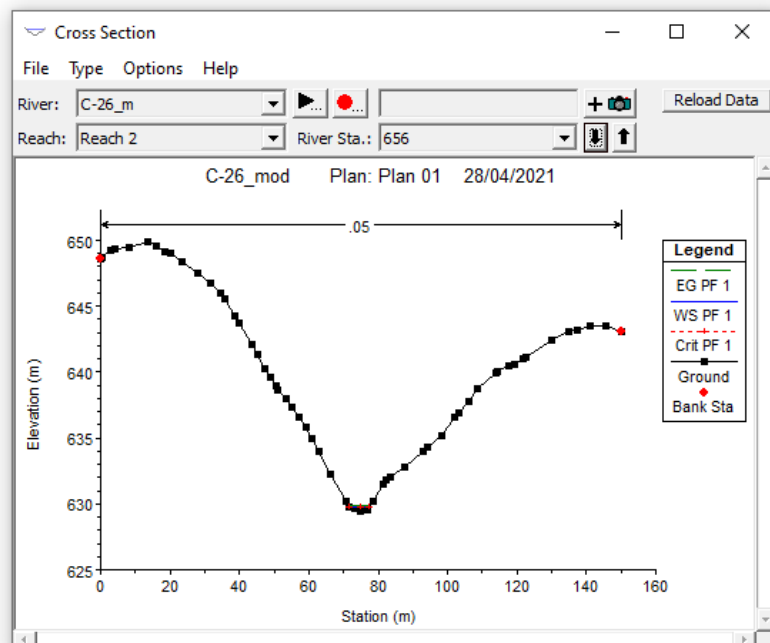 Cross Section
File Type Options Help
River: C-26_m ... ... + Reload Data
Reach: Reach 2 River Sta.: 656
C-26_mod Plan: Plan 01 28/04/2021
.05
650
645
640
635
630
625
Elevation (m)
0 20 40 60 80 100 120 140 160
Station (m)
Legend
EG PF 1
WS PF 1
Crit PF 1
Ground
Bank Sta